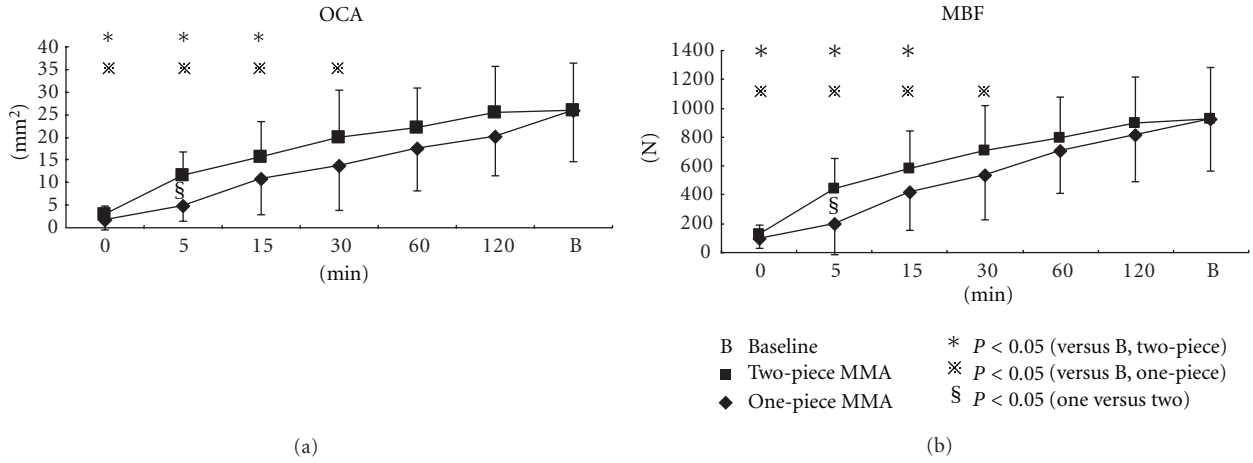 OCA
40
35
30
25
20
15
10
5
0
(mm²)
* * *
※ ※ ※ ※
§
0 5 15 30 60 120 B
(min)
(a)
MBF
1400
1200
1000
800
600
400
200
0
(N)
* * *
※ ※ ※ ※
§
0 5 15 30 60 120 B
(min)
B Baseline
Two-piece MMA
One-piece MMA
* P < 0.05 (versus B, two-piece)
※ P < 0.05 (versus B, one-piece)
§ P < 0.05 (one versus two)
(b)